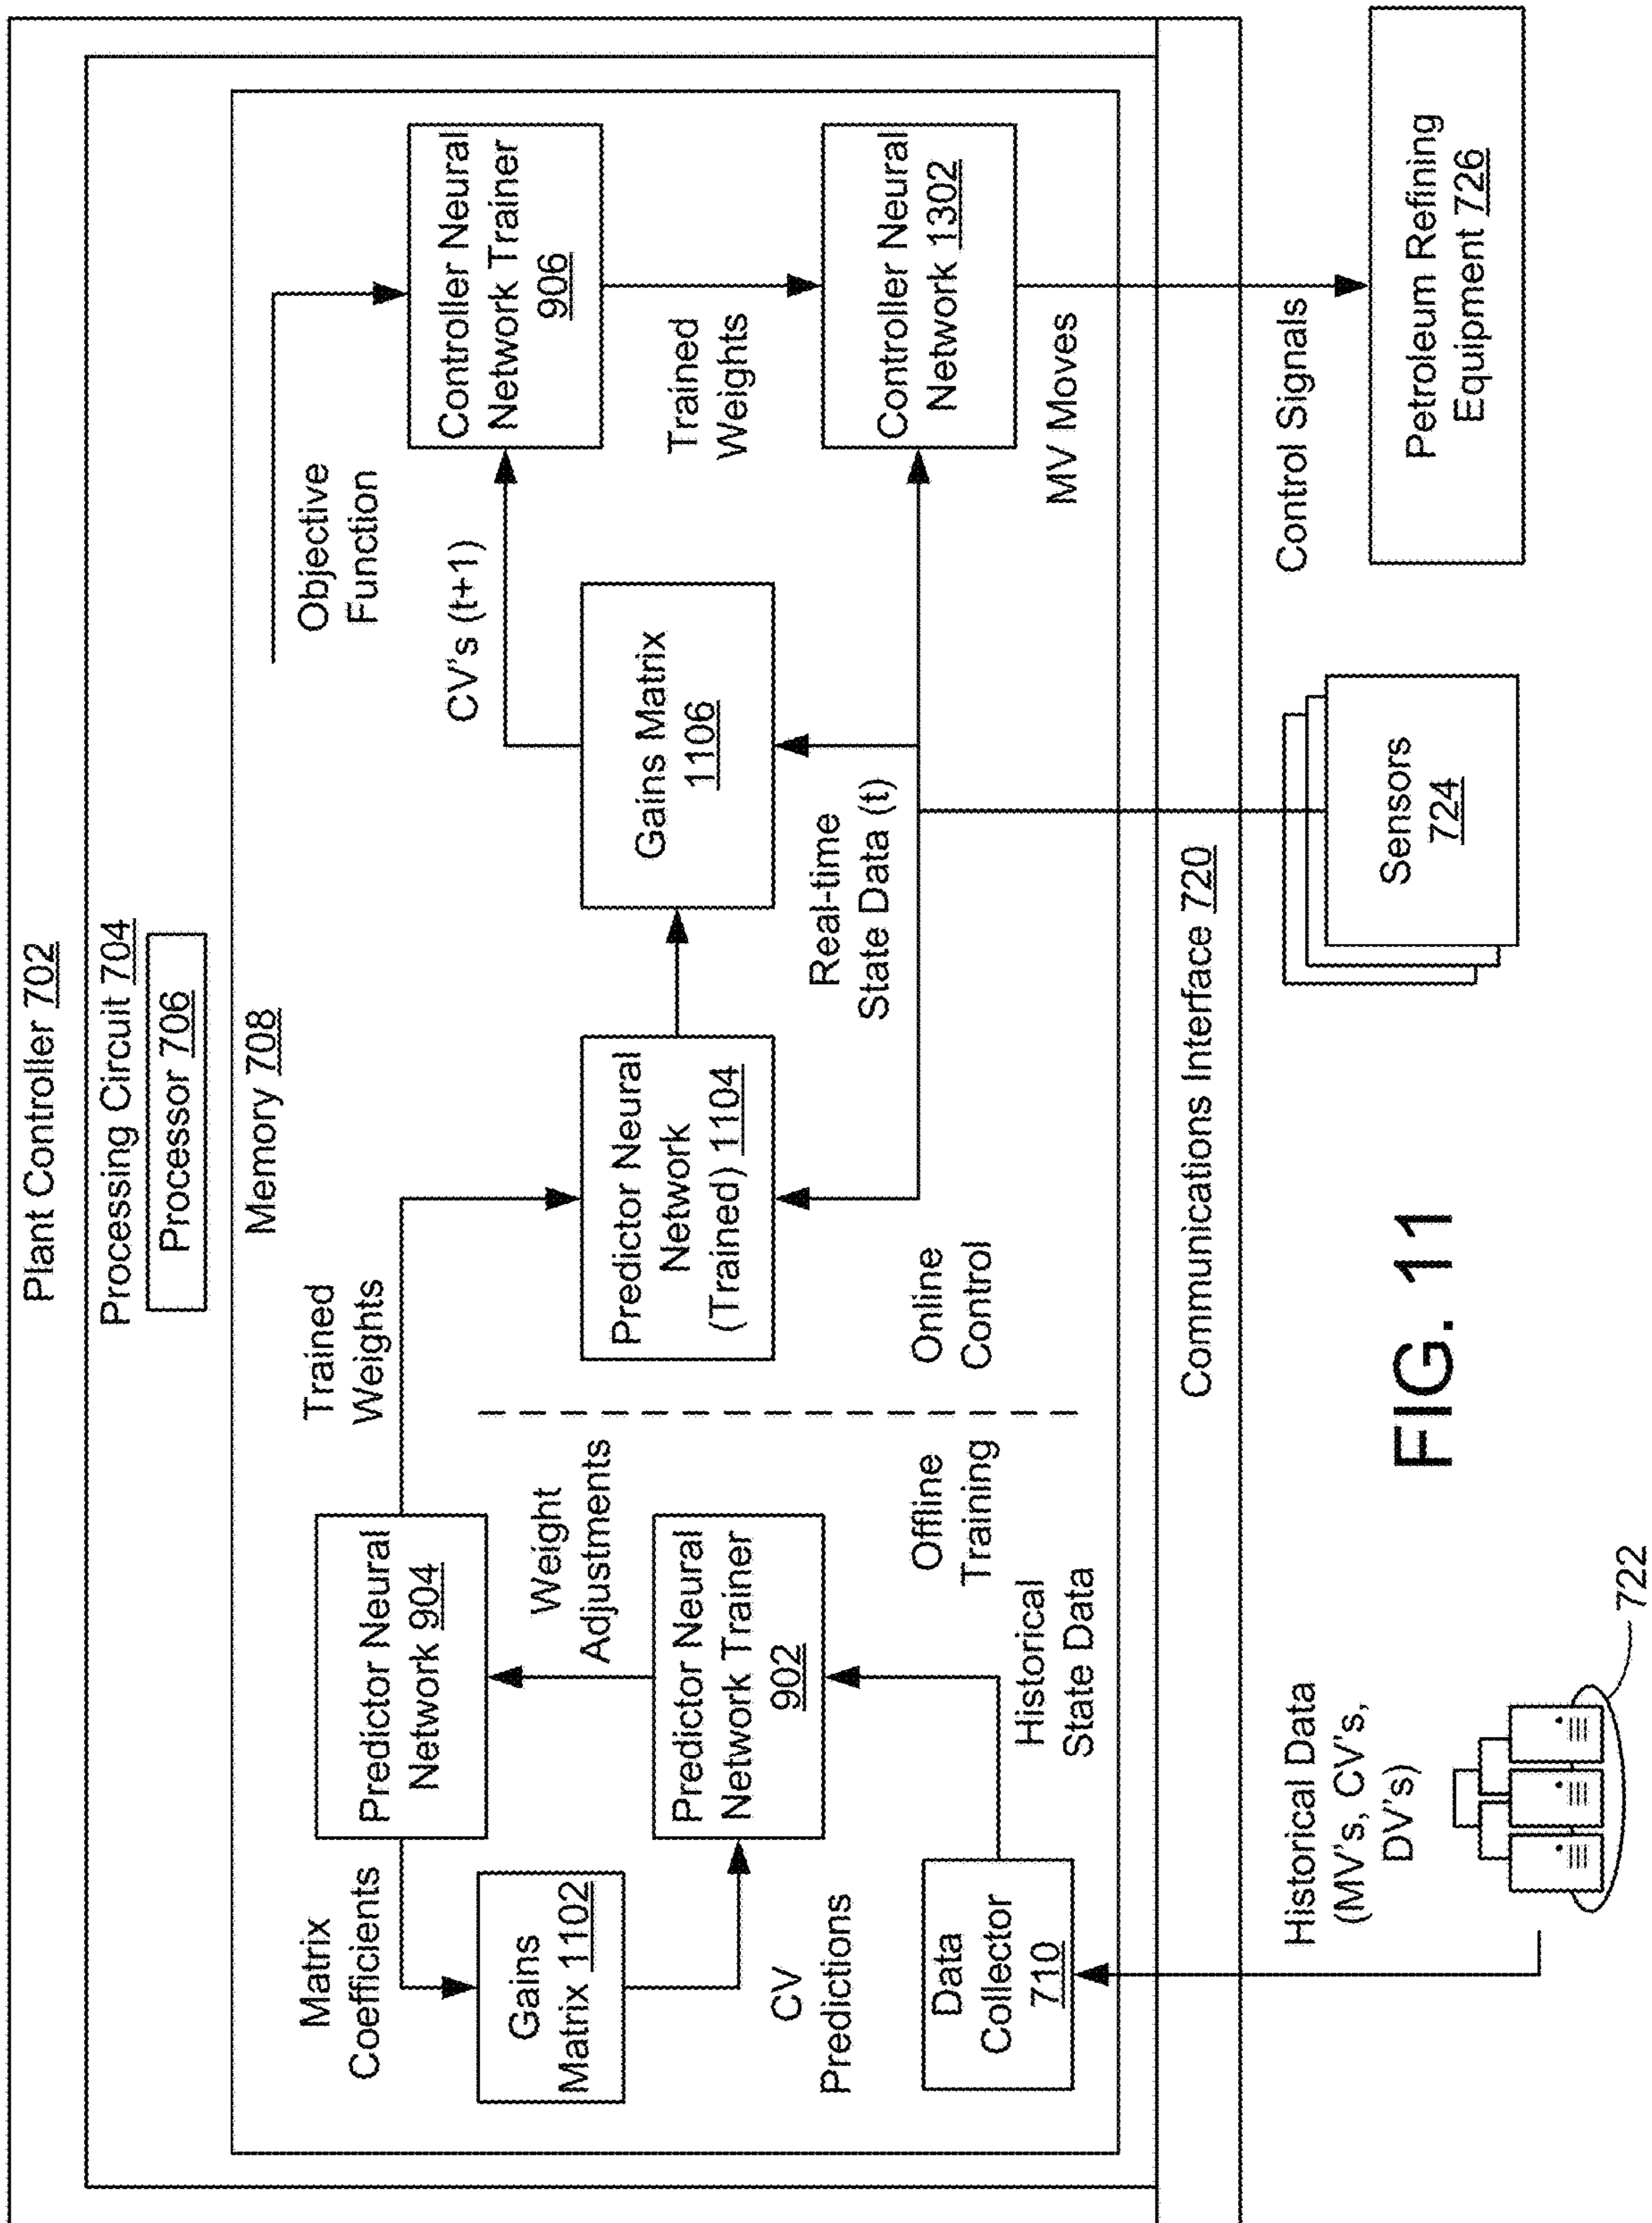 Plant Controller 702
Processing Circuit 704
Processor 706
Memory 708
Matrix
Coefficients
Predictor Neural
Network 904
Trained
Weights
Gains
Matrix 1102
Weight
Adjustments
CV
Predictions
Predictor Neural
Network Trainer
902
Data
Collector
710
Historical
State Data
Offline
Training
Online
Control
Predictor Neural
Network
(Trained) 1104
Real-time
State Data (t)
Gains Matrix
1106
CV's (t+1)
Objective
Function
Controller Neural
Network Trainer
906
Trained
Weights
Controller Neural
Network 1302
MV Moves
Communications Interface 720
Historical Data
(MV's, CV's,
DV's)
722
Sensors
724
Control Signals
Petroleum Refining
Equipment 726
FIG. 11